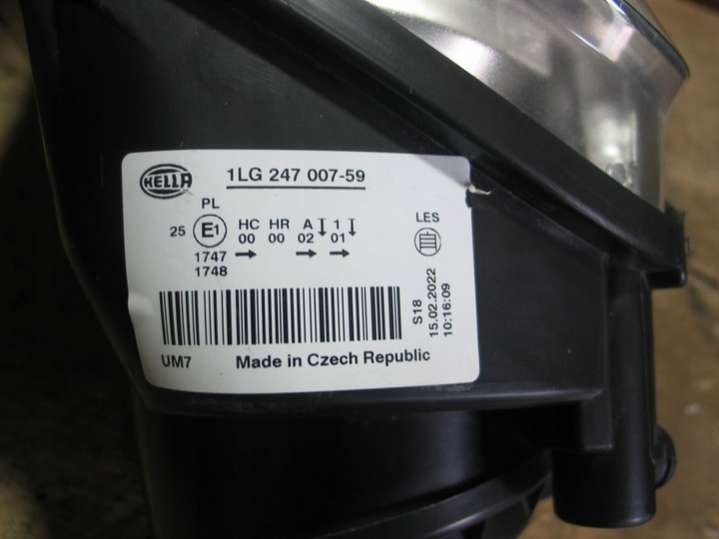 HELLA 1LG 247 007-59
PL
25 E1 HC HR A 1
00 00 02 01
1747
1748
LES
S18
15.02.2022
10:16:09
UM7 Made in Czech Republic